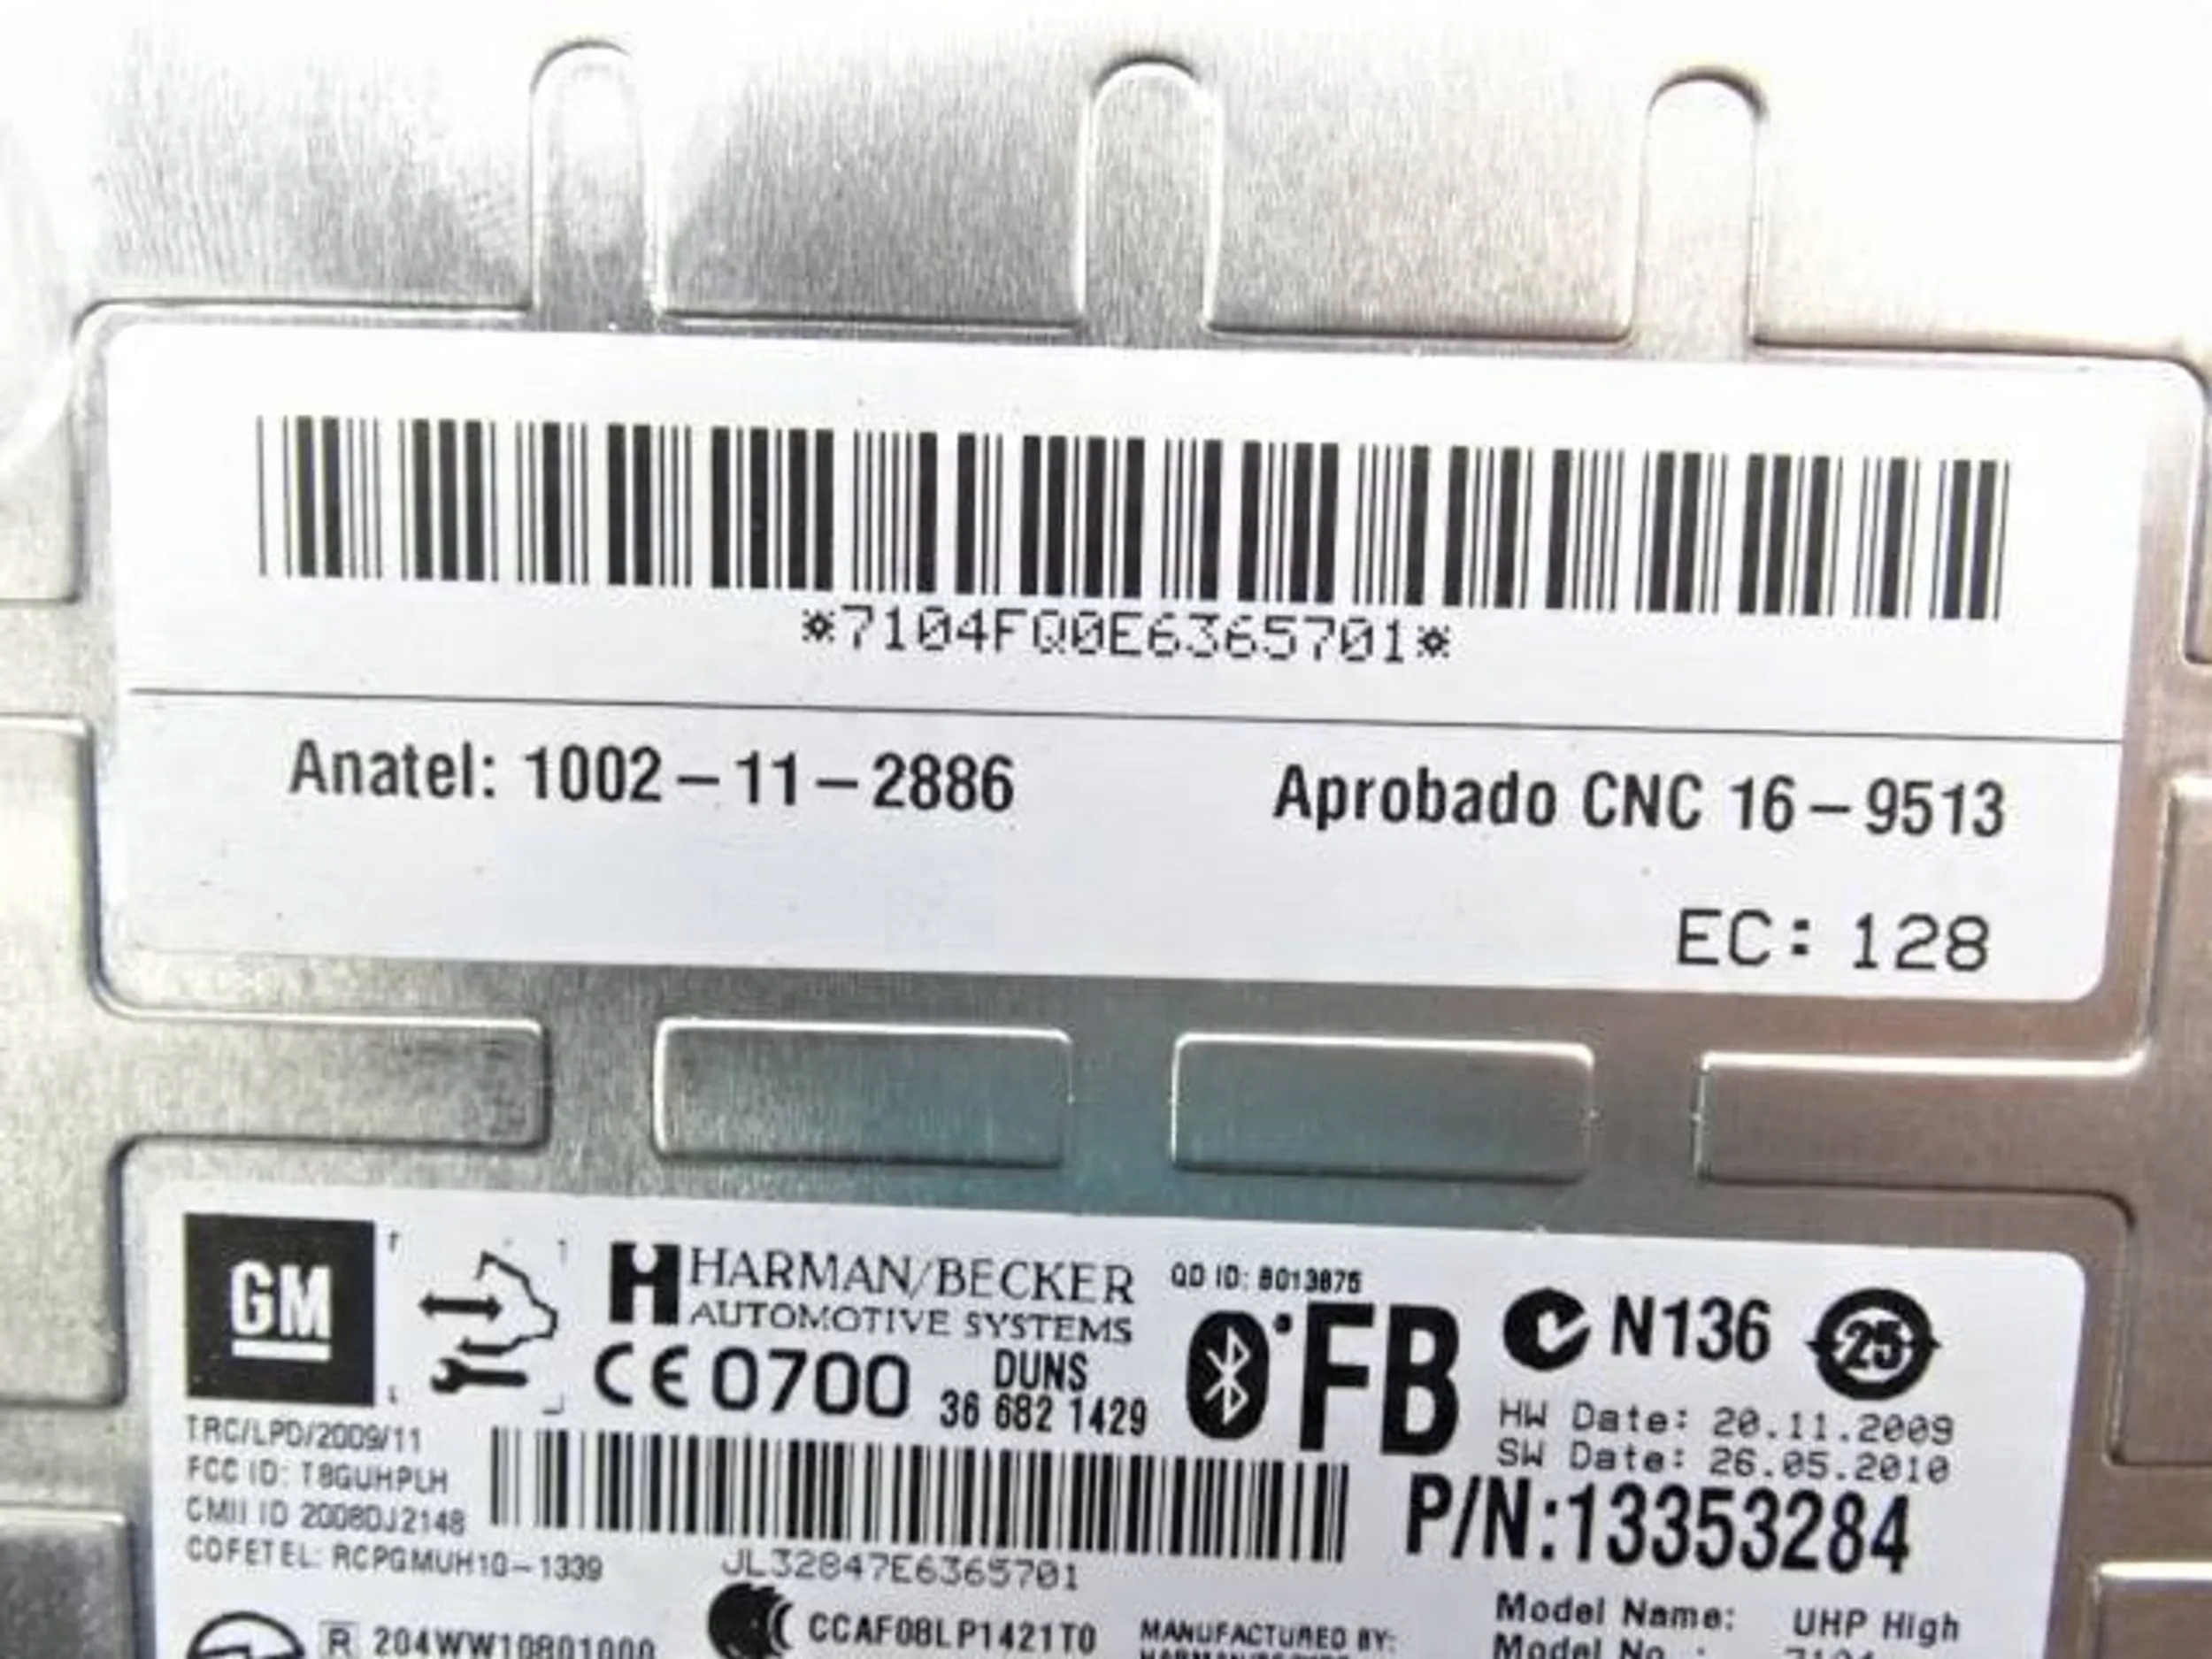 *7104FQ0E6365701*
Anatel: 1002-11-2886
Aprobado CNC 16-9513
EC: 128
GM
HARMAN/BECKER
AUTOMOTIVE SYSTEMS
CE 0700
DUNS
36 682 1429
QD ID: B013875
FB
N136
25
HW Date: 20.11.2009
SW Date: 26.05.2010
P/N:13353284
TRC/LPD/2009/11
FCC ID: T8GUHPLH
CMII ID 2008DJ2148
COFETEL: RCPGMUH10-1339
JL32847E6365701
R 204WW10801000
CCAF08LP1421T0
MANUFACTURED BY:
Model Name: UHP High
Model No.: 7104